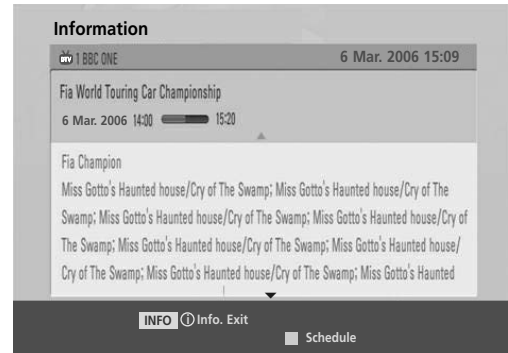 Information
DTV 1 BBC ONE 6 Mar. 2006 15:09
Fia World Touring Car Championship
6 Mar. 2006 14:00 15:20
Fia Champion
Miss Gotto's Haunted house/Cry of The Swamp; Miss Gotto's Haunted house/Cry of The
Swamp; Miss Gotto's Haunted house/Cry of The Swamp; Miss Gotto's Haunted house/Cry of
The Swamp; Miss Gotto's Haunted house/Cry of The Swamp; Miss Gotto's Haunted house/
Cry of The Swamp; Miss Gotto's Haunted house/Cry of The Swamp; Miss Gotto's Haunted
INFO i Info. Exit
Schedule